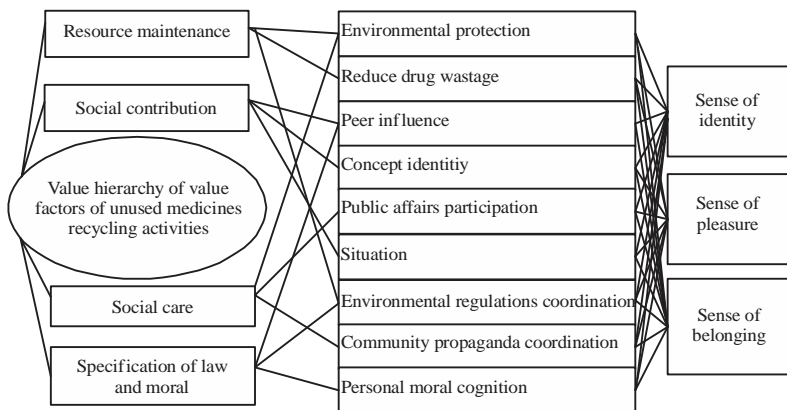 Resource maintenance
Social contribution
Value hierarchy of value
factors of unused medicines
recycling activities
Social care
Specification of law
and moral
Environmental protection
Reduce drug wastage
Peer influence
Concept identitiy
Public affairs participation
Situation
Environmental regulations coordination
Community propaganda coordination
Personal moral cognition
Sense of
identity
Sense of
pleasure
Sense of
belonging